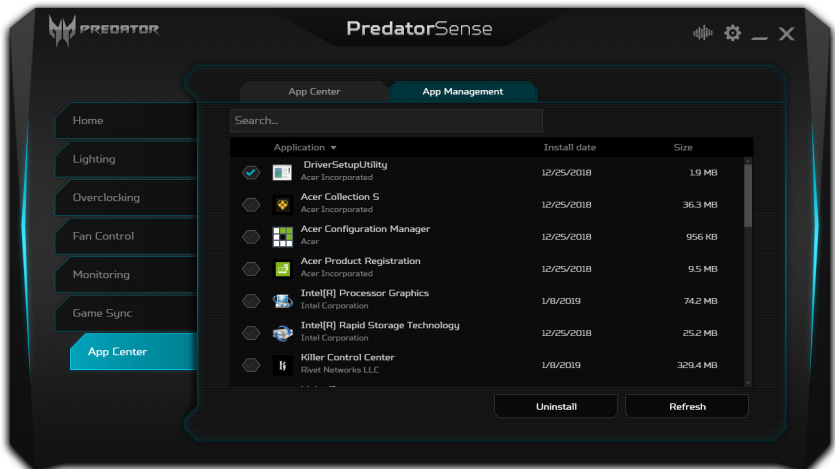 PREDATOR
PredatorSense
App Center
App Management
Home
Lighting
Overclocking
Fan Control
Monitoring
Game Sync
App Center
Search...
Application Install date Size
DriverSetupUtility
Acer Incorporated
12/25/2018 1.9 MB
Acer Collection S
Acer Incorporated
12/25/2018 36.3 MB
Acer Configuration Manager
Acer
12/25/2018 956 KB
Acer Product Registration
Acer Incorporated
12/25/2018 9.5 MB
Intel(R) Processor Graphics
Intel Corporation
1/8/2019 74.2 MB
Intel(R) Rapid Storage Technology
Intel Corporation
12/25/2018 25.2 MB
Killer Control Center
Rivet Networks LLC
1/8/2019 329.4 MB
Uninstall
Refresh